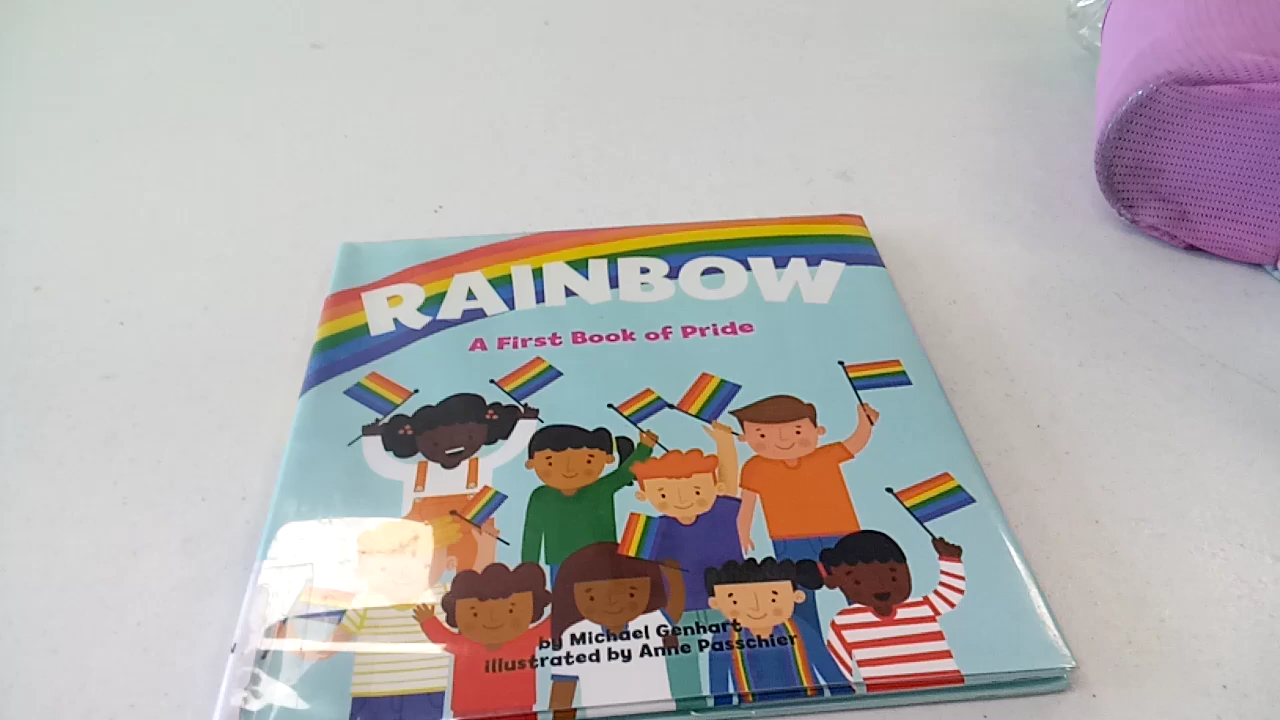 RAINBOW
A First Book of Pride
by Michael Genhart
illustrated by Anne Passchier